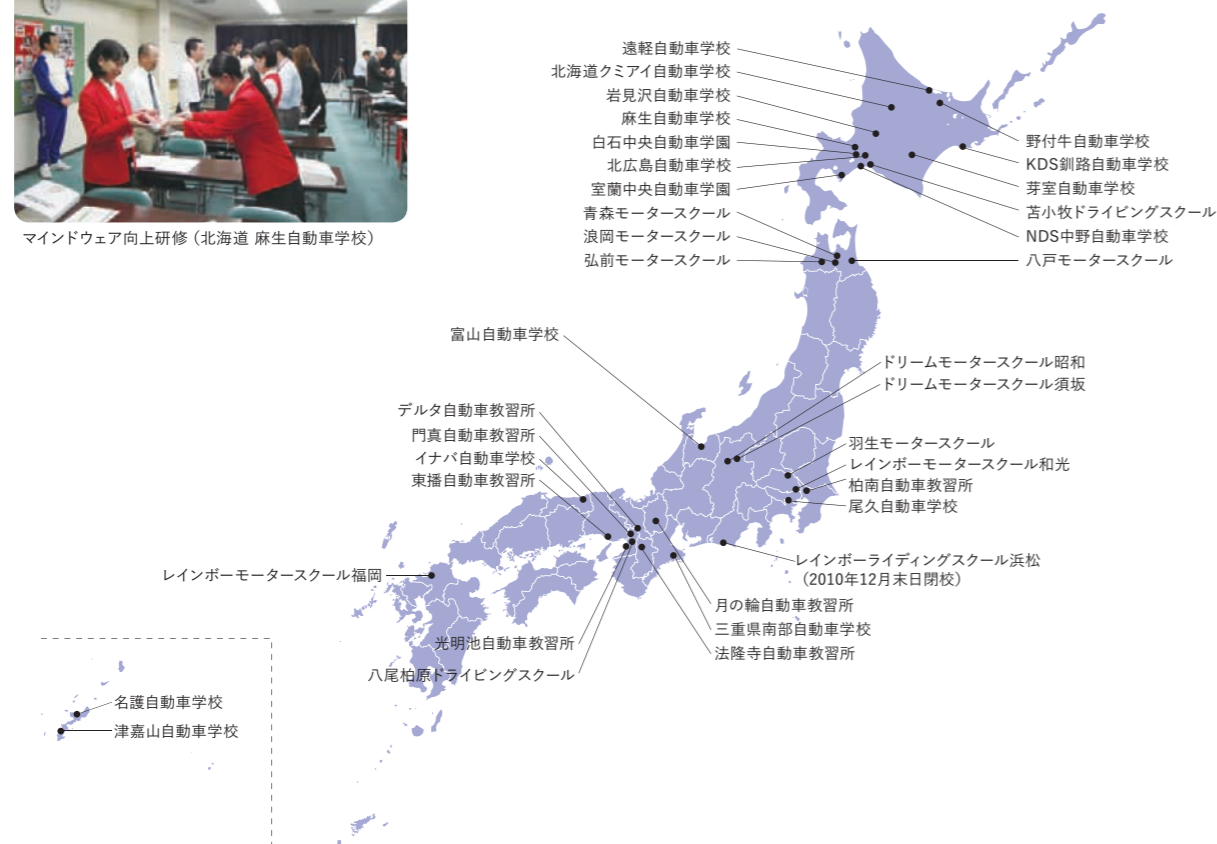 マインドウェア向上研修（北海道 麻生自動車学校）
遠軽自動車学校
北海道クミアイ自動車学校
岩見沢自動車学校
麻生自動車学校
白石中央自動車学園
北広島自動車学校
室蘭中央自動車学園
青森モータースクール
浪岡モータースクール
弘前モータースクール
野付牛自動車学校
KDS釧路自動車学校
芽室自動車学校
苫小牧ドライビングスクール
NDS中野自動車学校
八戸モータースクール
富山自動車学校
ドリームモータースクール昭和
ドリームモータースクール須坂
デルタ自動車教習所
門真自動車教習所
イナバ自動車学校
東播自動車教習所
羽生モータースクール
レインボーモータースクール和光
柏南自動車教習所
尾久自動車学校
レインボーライディングスクール浜松
（2010年12月末日閉校）
レインボーモータースクール福岡
月の輪自動車教習所
三重県南部自動車学校
法隆寺自動車教習所
光明池自動車教習所
八尾柏原ドライビングスクール
名護自動車学校
津嘉山自動車学校